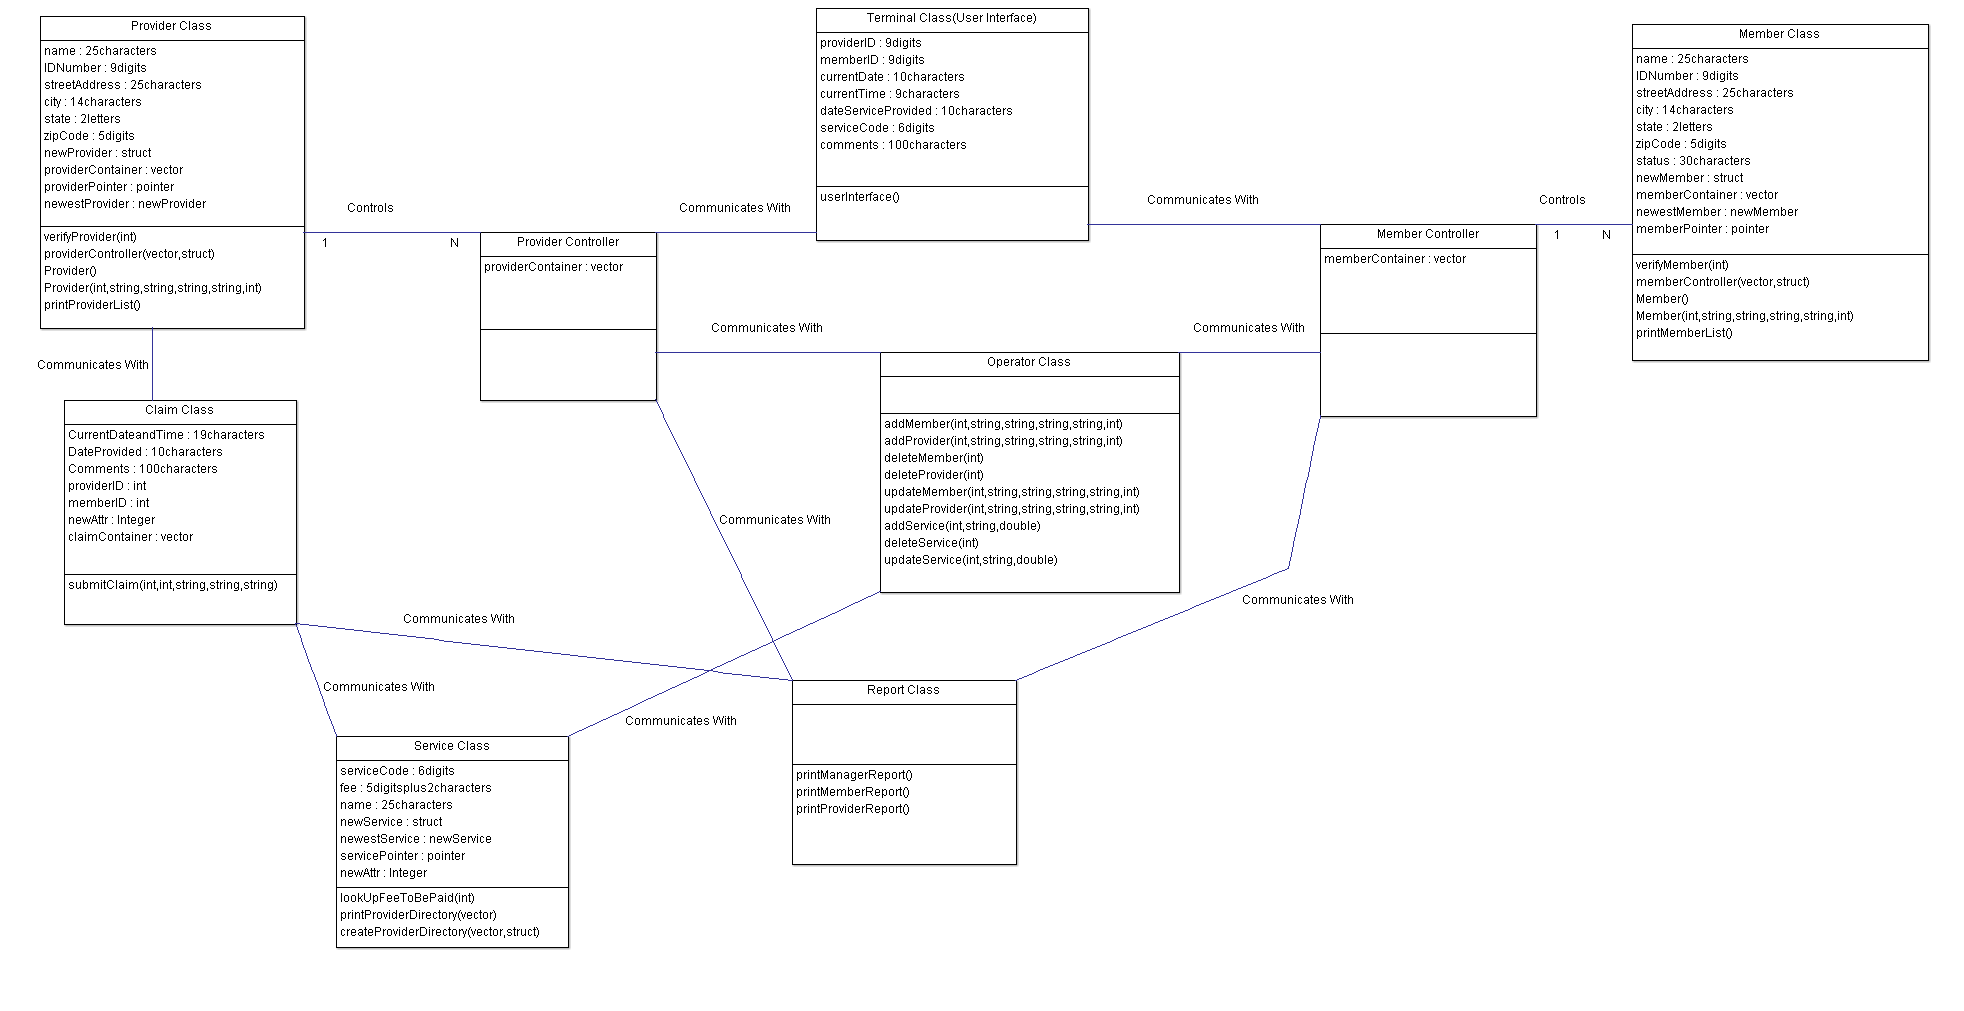 Provider Class
name : 25characters
IDNumber : 9digits
streetAddress : 25characters
city : 14characters
state : 2letters
zipCode : 5digits
newProvider : struct
providerContainer : vector
providerPointer : pointer
newestProvider : newProvider
verifyProvider(int)
providerController(vector,struct)
Provider()
Provider(int,string,string,string,string,int)
printProviderList()
Controls
1
N
Provider Controller
providerContainer : vector
Communicates With
Terminal Class(User Interface)
providerID : 9digits
memberID : 9digits
currentDate : 10characters
currentTime : 9characters
dateServiceProvided : 10characters
serviceCode : 6digits
comments : 100characters
userInterface()
Communicates With
Member Controller
memberContainer : vector
Controls
1
N
Member Class
name : 25characters
IDNumber : 9digits
streetAddress : 25characters
city : 14characters
state : 2letters
zipCode : 5digits
status : 30characters
newMember : struct
memberContainer : vector
newestMember : newMember
memberPointer : pointer
verifyMember(int)
memberController(vector,struct)
Member()
Member(int,string,string,string,string,int)
printMemberList()
Communicates With
Communicates With
Operator Class
addMember(int,string,string,string,string,int)
addProvider(int,string,string,string,string,int)
deleteMember(int)
deleteProvider(int)
updateMember(int,string,string,string,string,int)
updateProvider(int,string,string,string,string,int)
addService(int,string,double)
deleteService(int)
updateService(int,string,double)
Communicates With
Claim Class
CurrentDateandTime : 19characters
DateProvided : 10characters
Comments : 100characters
providerID : int
memberID : int
newAttr : Integer
claimContainer : vector
submitClaim(int,int,string,string,string)
Communicates With
Communicates With
Communicates With
Communicates With
Communicates With
Service Class
serviceCode : 6digits
fee : 5digitsplus2characters
name : 25characters
newService : struct
newestService : newService
servicePointer : pointer
newAttr : Integer
lookUpFeeToBePaid(int)
printProviderDirectory(vector)
createProviderDirectory(vector,struct)
Report Class
printManagerReport()
printMemberReport()
printProviderReport()